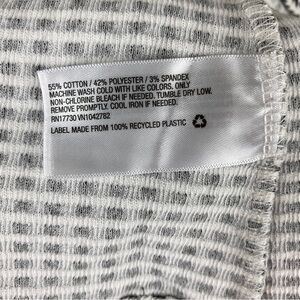 55% COTTON / 42% POLYESTER / 3% SPANDEX
MACHINE WASH COLD WITH LIKE COLORS. ONLY
NON-CHLORINE BLEACH IF NEEDED. TUMBLE DRY LOW.
REMOVE PROMPTLY. COOL IRON IF NEEDED.
RN17730 VN1042782
LABEL MADE FROM 100% RECYCLED PLASTIC